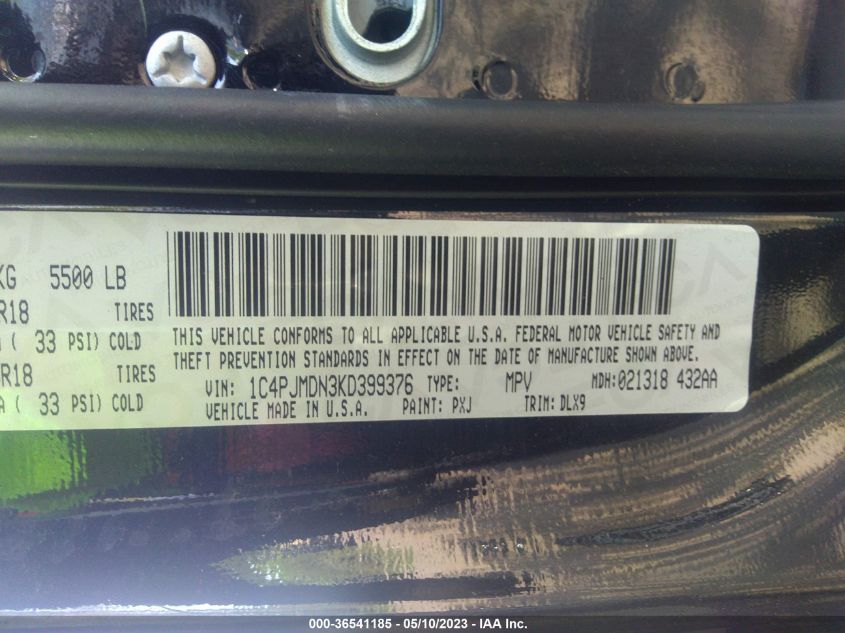 KG 5500 LB
R18 TIRES
A ( 33 PSI) COLD
R18 TIRES
A ( 33 PSI) COLD
THIS VEHICLE CONFORMS TO ALL APPLICABLE U.S.A. FEDERAL MOTOR VEHICLE SAFETY AND
THEFT PREVENTION STANDARDS IN EFFECT ON THE DATE OF MANUFACTURE SHOWN ABOVE.
VIN: 1C4PJMDN3KD399376 TYPE: MPV MDH: 021318 432AA
VEHICLE MADE IN U.S.A. PAINT: PXJ TRIM: DLX9
000-36541185 - 05/10/2023 - IAA Inc.